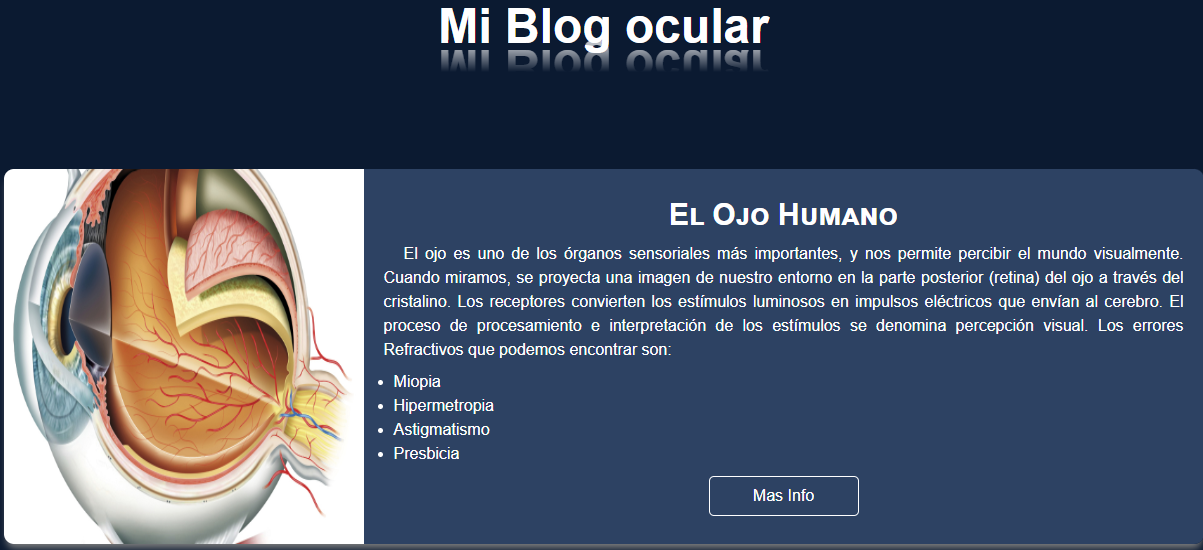 Mi Blog ocular
El Ojo Humano
El ojo es uno de los órganos sensoriales más importantes, y nos permite percibir el mundo visualmente.
Cuando miramos, se proyecta una imagen de nuestro entorno en la parte posterior (retina) del ojo a través del
cristalino. Los receptores convierten los estímulos luminosos en impulsos eléctricos que envían al cerebro. El
proceso de procesamiento e interpretación de los estímulos se denomina percepción visual. Los errores
Refractivos que podemos encontrar son:
• Miopia
• Hipermetropia
• Astigmatismo
• Presbicia
Mas Info